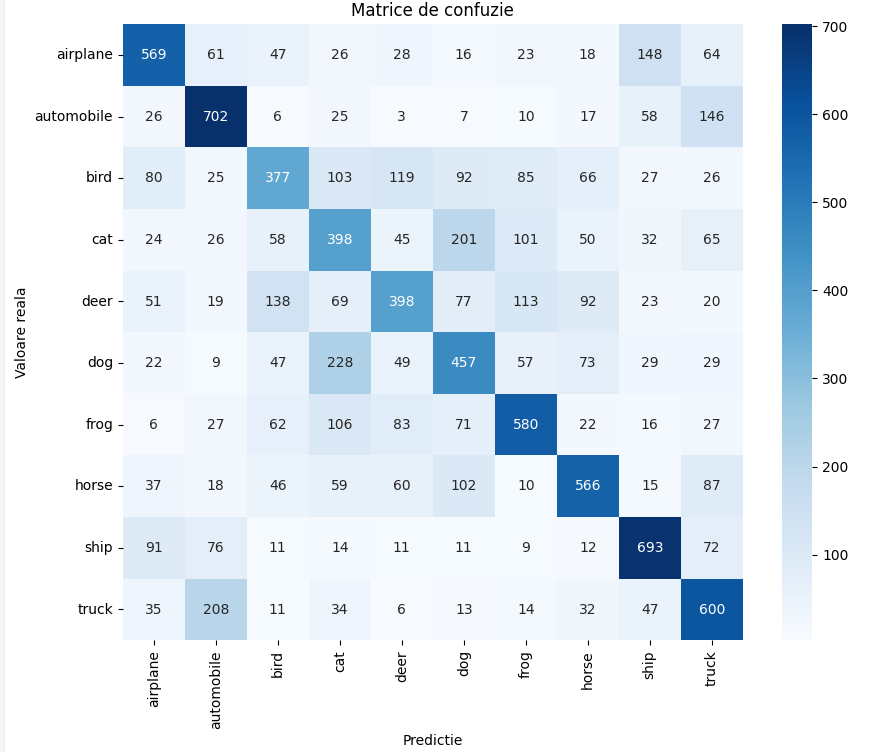 Matrice de confuzie
airplane 569 61 47 26 28 16 23 18 148 64
automobile 26 702 6 25 3 7 10 17 58 146
bird 80 25 377 103 119 92 85 66 27 26
cat 24 26 58 398 45 201 101 50 32 65
deer 51 19 138 69 398 77 113 92 23 20
dog 22 9 47 228 49 457 57 73 29 29
frog 6 27 62 106 83 71 580 22 16 27
horse 37 18 46 59 60 102 10 566 15 87
ship 91 76 11 14 11 11 9 12 693 72
truck 35 208 11 34 6 13 14 32 47 600
airplane automobile bird cat deer dog frog horse ship truck
Predictie
Valoare reala
700
600
500
400
300
200
100